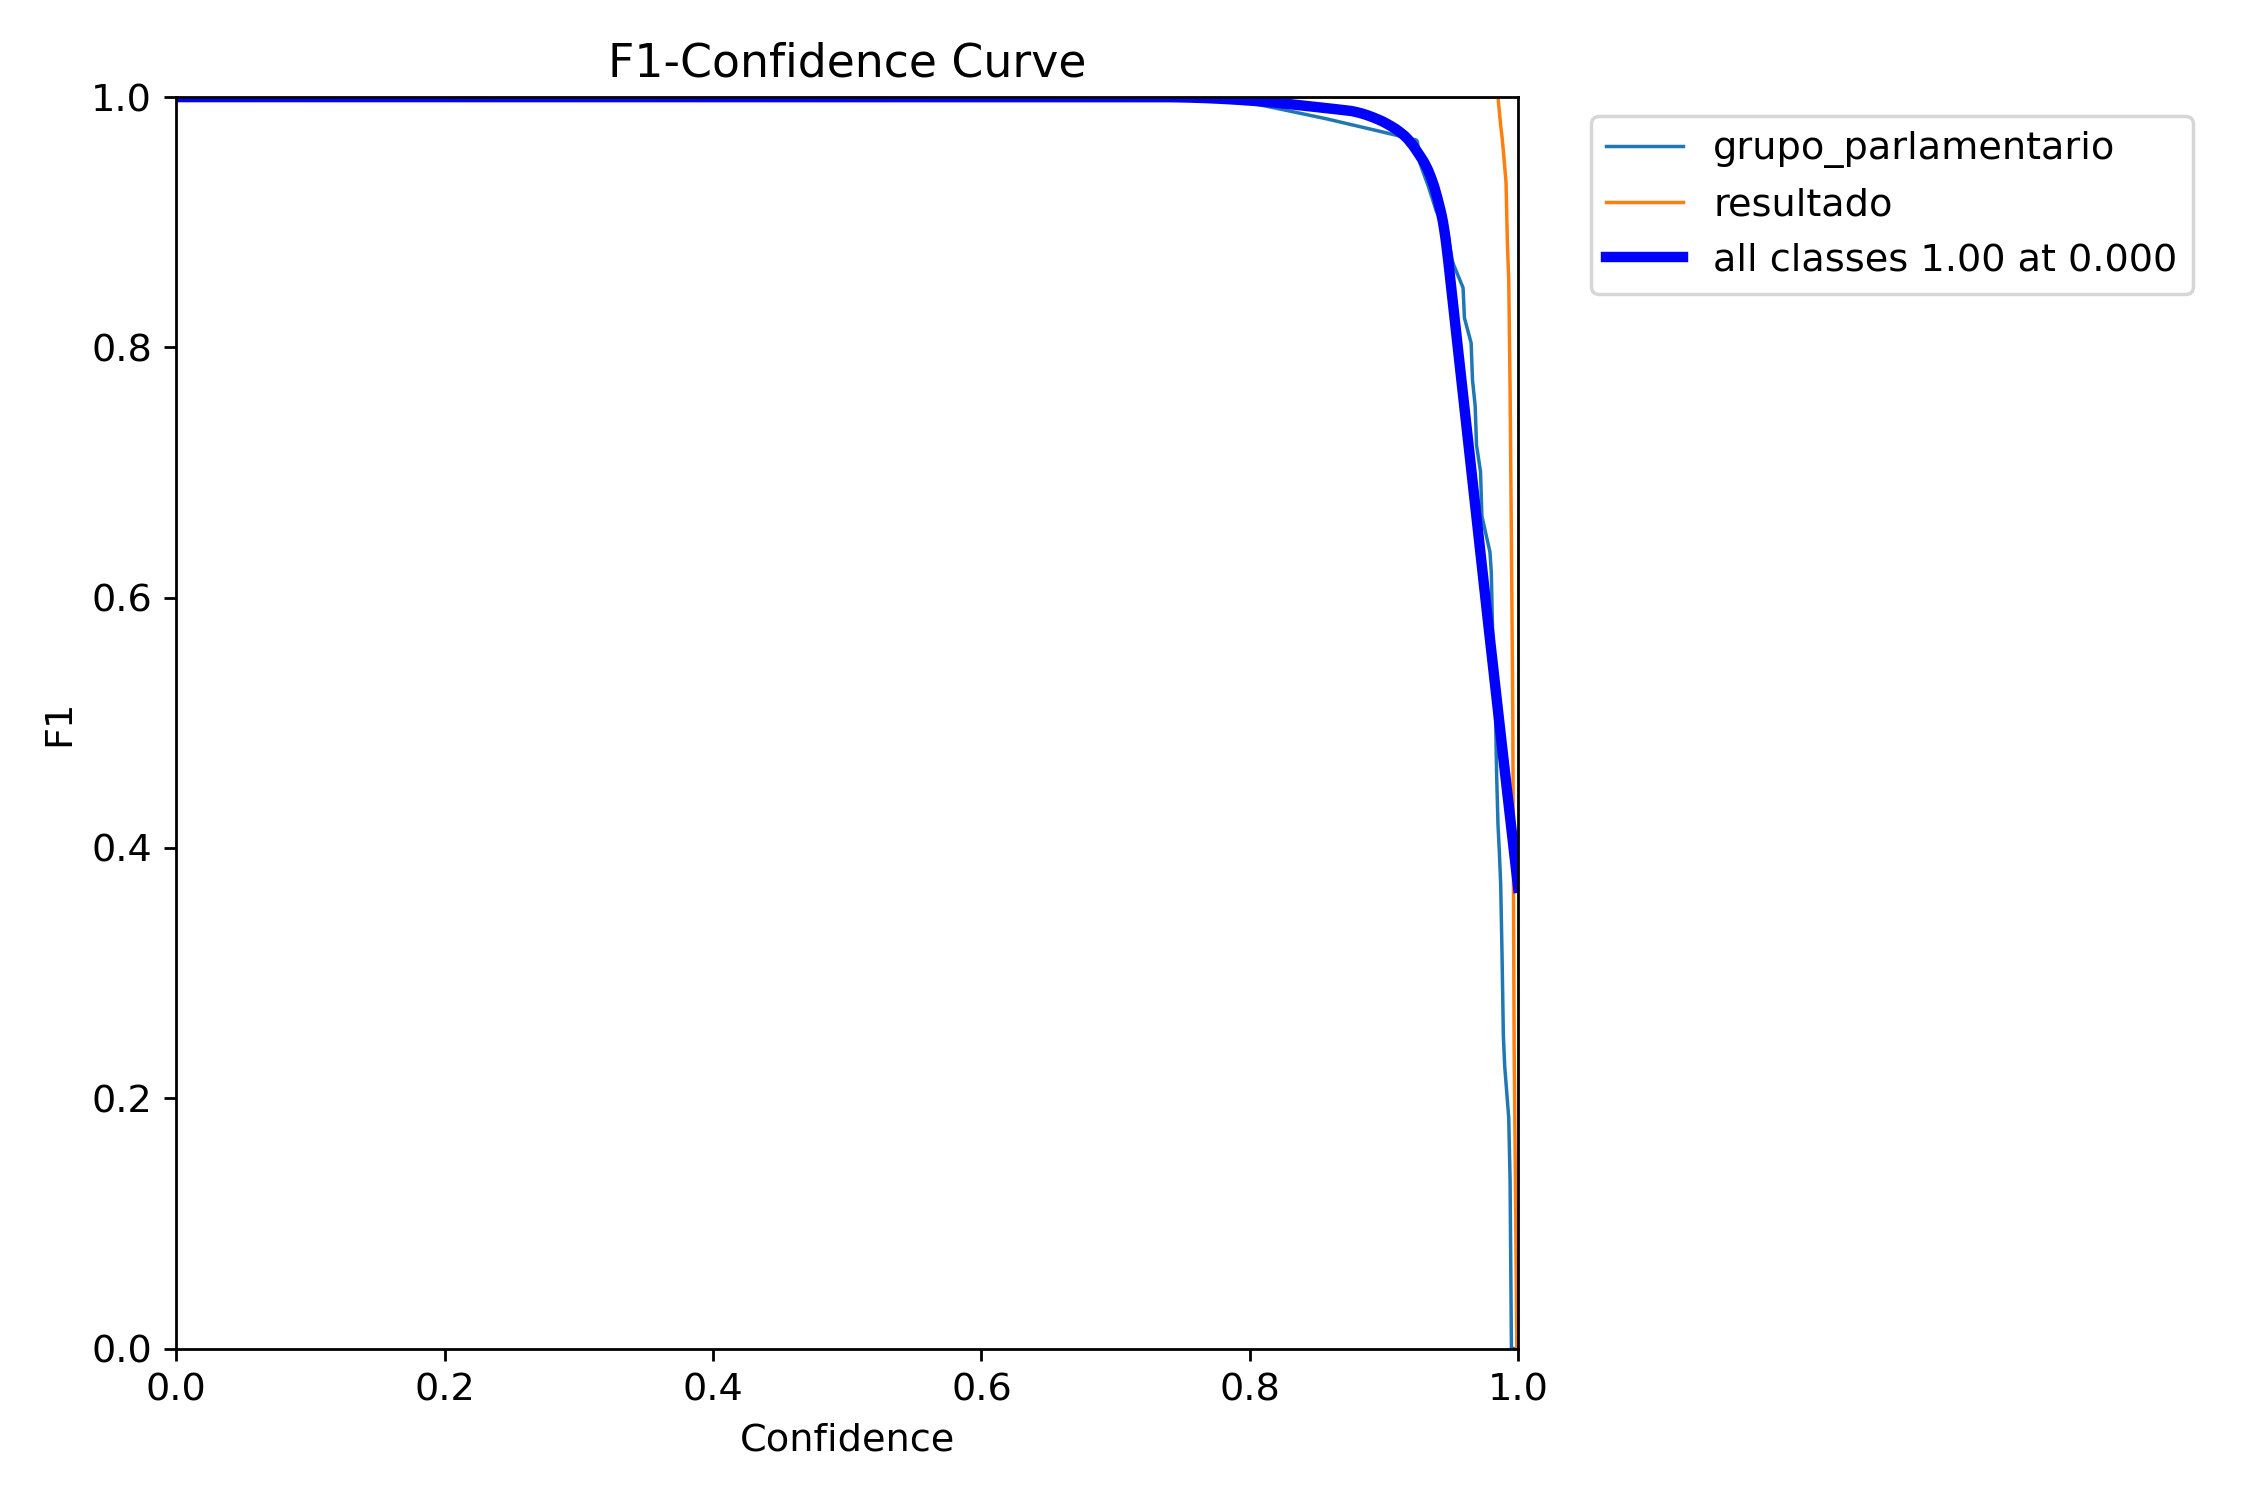 F1-Confidence Curve
1.0
0.8
0.6
0.4
0.2
0.0
F1
0.0 0.2 0.4 0.6 0.8 1.0
Confidence
grupo_parlamentario
resultado
all classes 1.00 at 0.000